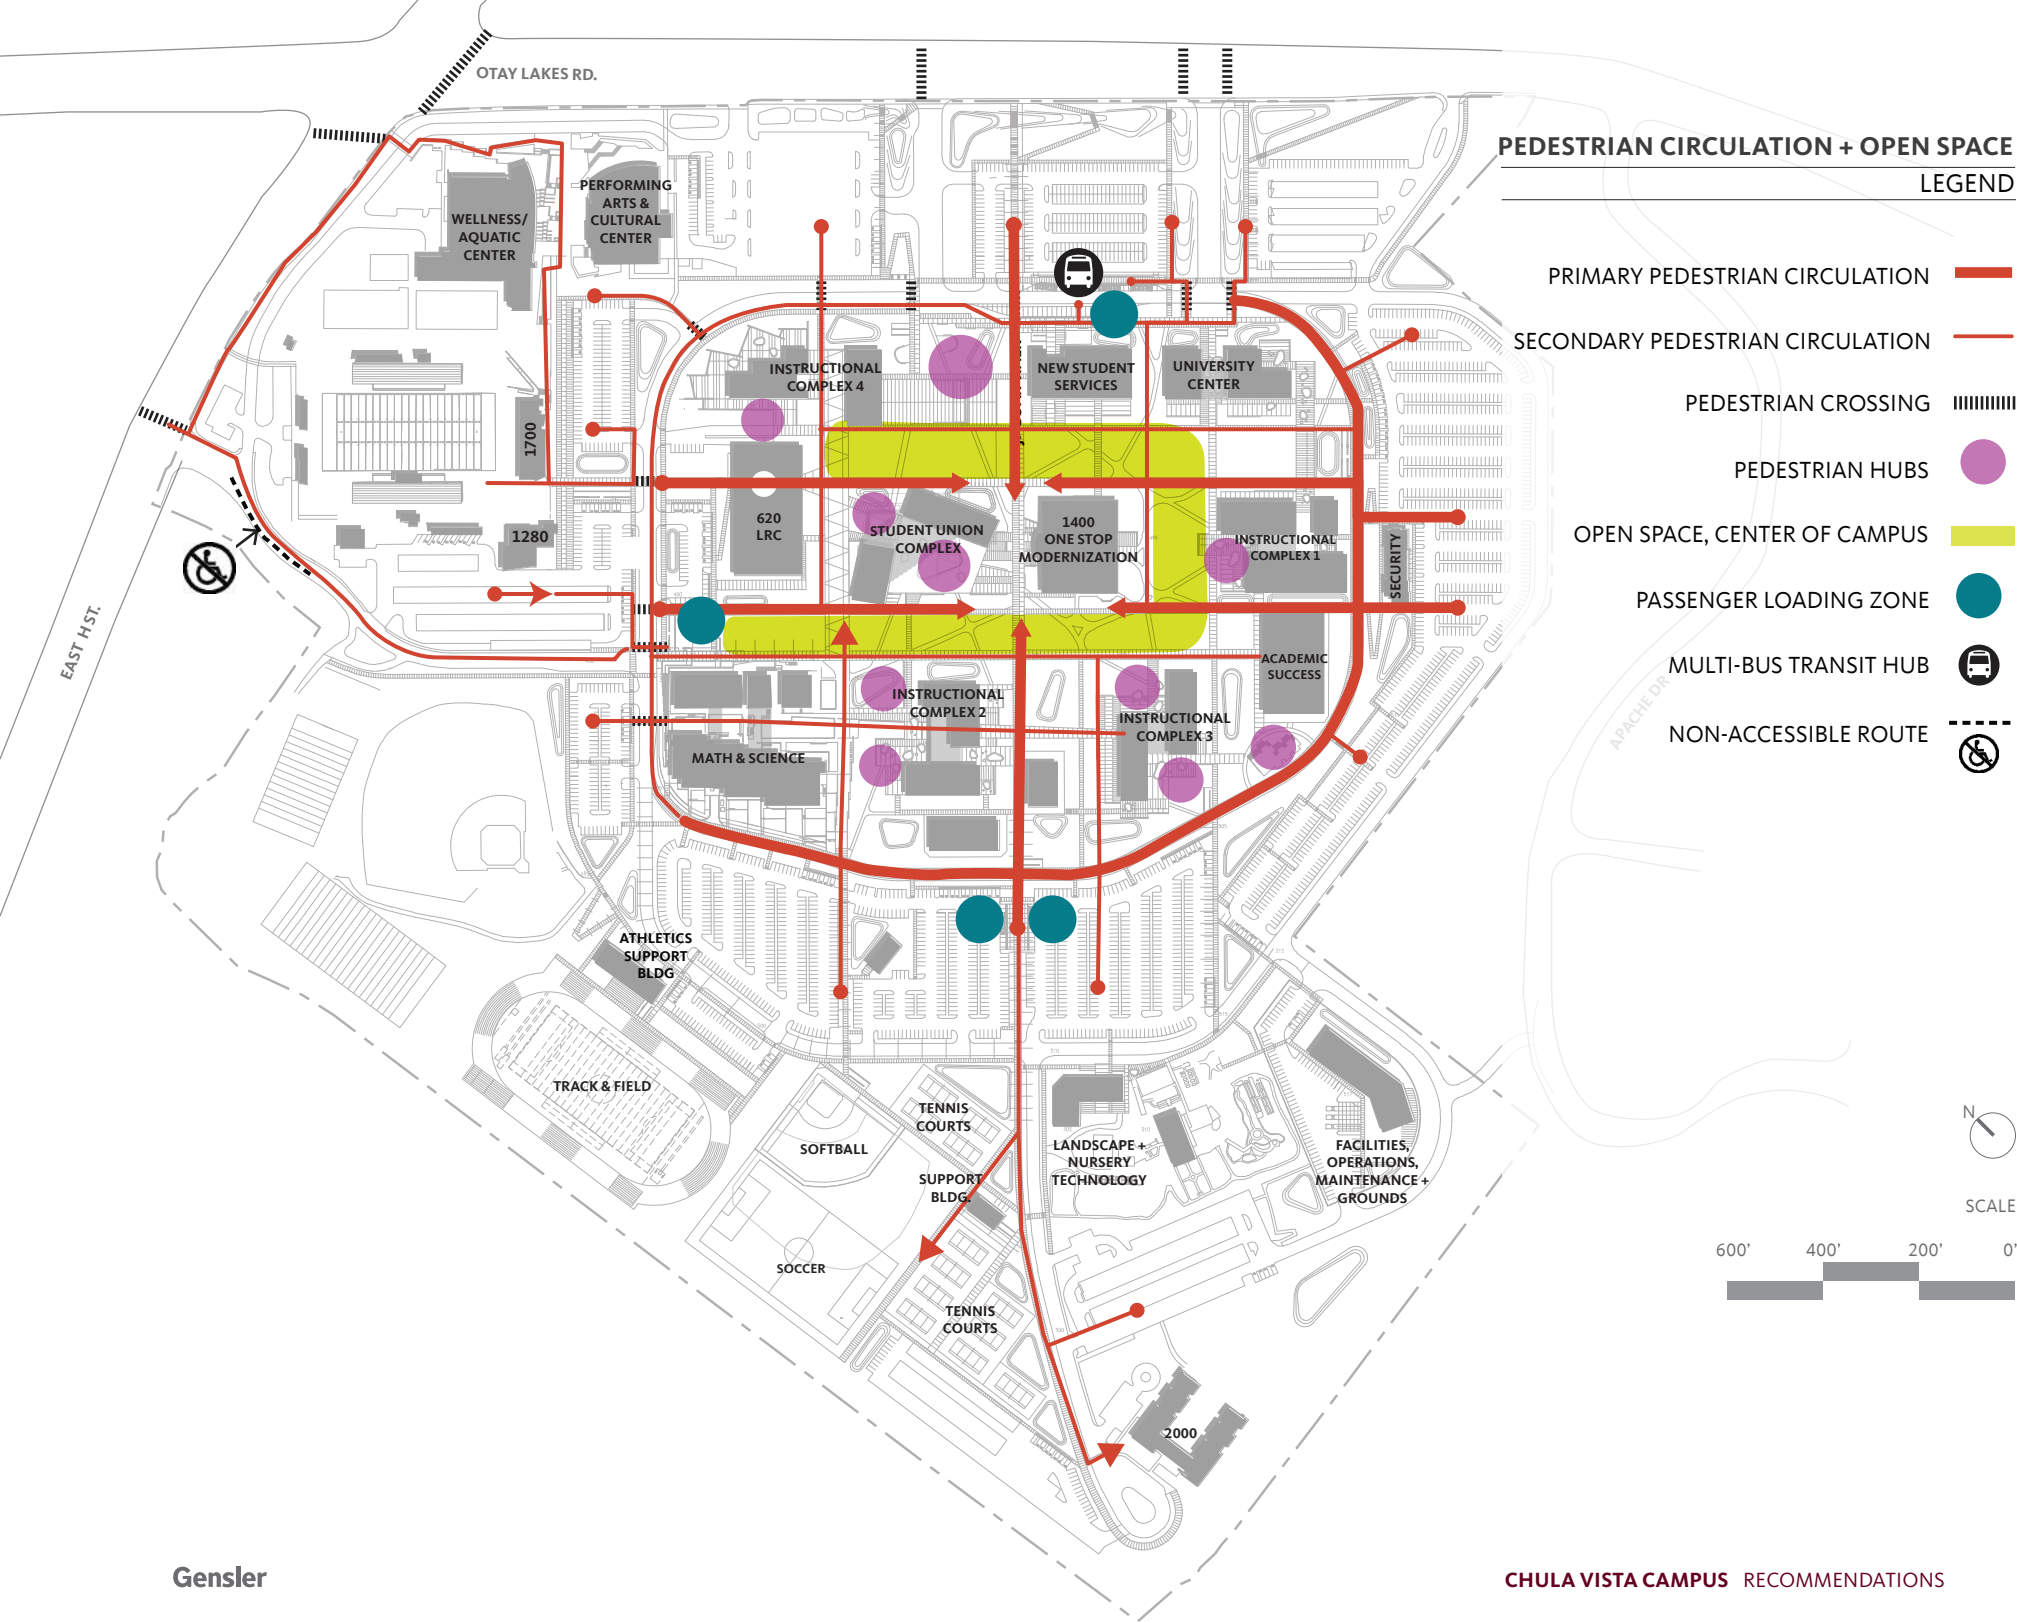 OTAY LAKES RD.
PEDESTRIAN CIRCULATION + OPEN SPACE
LEGEND
PRIMARY PEDESTRIAN CIRCULATION
SECONDARY PEDESTRIAN CIRCULATION
PEDESTRIAN CROSSING
PEDESTRIAN HUBS
OPEN SPACE, CENTER OF CAMPUS
PASSENGER LOADING ZONE
MULTI-BUS TRANSIT HUB
NON-ACCESSIBLE ROUTE
PERFORMING
ARTS &
CULTURAL
CENTER
WELLNESS/
AQUATIC
CENTER
INSTRUCTIONAL
COMPLEX 4
NEW STUDENT
SERVICES
UNIVERSITY
CENTER
1700
620
LRC
STUDENT UNION
COMPLEX
1400
ONE STOP
MODERNIZATION
INSTRUCTIONAL
COMPLEX 1
SECURITY
1280
EAST H ST.
ACADEMIC
SUCCESS
INSTRUCTIONAL
COMPLEX 2
INSTRUCTIONAL
COMPLEX 3
MATH & SCIENCE
APACHE DR
ATHLETICS
SUPPORT
BLDG
TRACK & FIELD
SOFTBALL
TENNIS
COURTS
SUPPORT
BLDG.
LANDSCAPE +
NURSERY
TECHNOLOGY
FACILITIES,
OPERATIONS,
MAINTENANCE +
GROUNDS
SOCCER
TENNIS
COURTS
2000
N
SCALE
600' 400' 200' 0'
Gensler
CHULA VISTA CAMPUS RECOMMENDATIONS